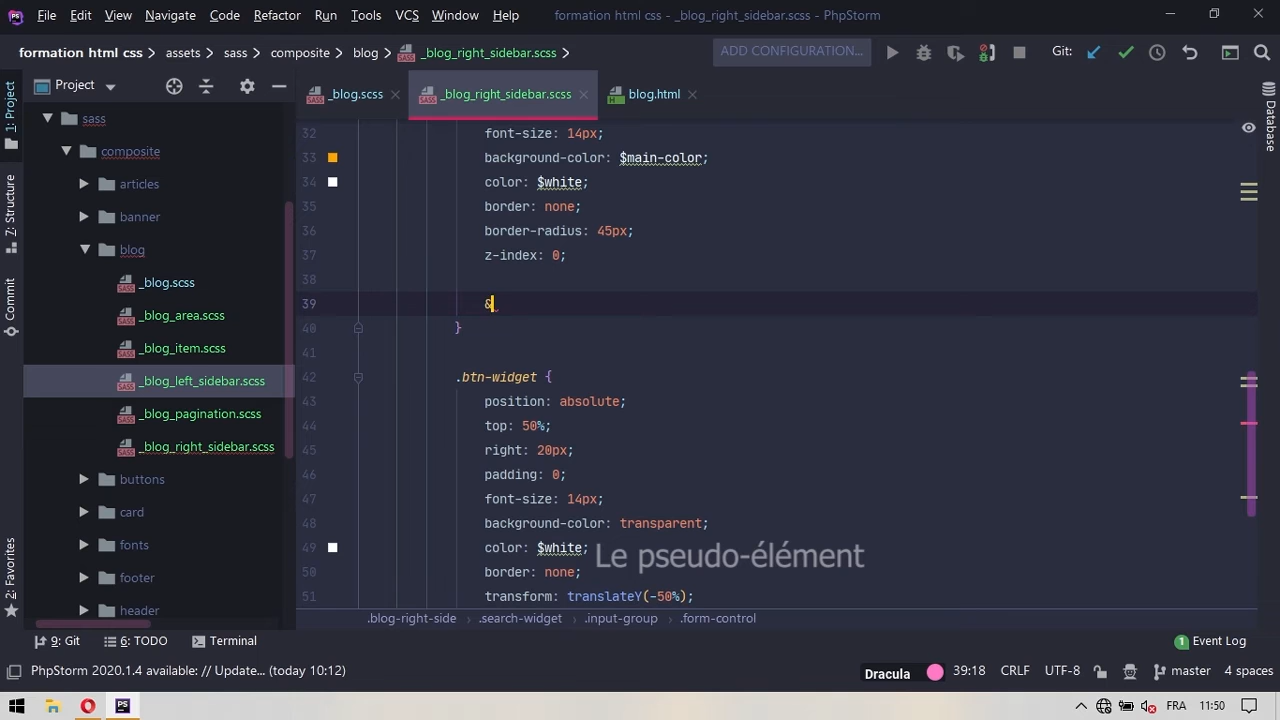 File Edit View Navigate Code Refactor Run Tools VCS Window Help formation html css - _blog_right_sidebar.scss - PhpStorm
formation html css assets sass composite blog _blog_right_sidebar.scss ADD CONFIGURATION... Git:
1: Project
Z: Structure
Commit
2: Favorites
Project
sass
composite
articles
banner
blog
_blog.scss
_blog_area.scss
_blog_item.scss
_blog_left_sidebar.scss
_blog_pagination.scss
_blog_right_sidebar.scss
buttons
card
fonts
footer
header
_blog.scss _blog_right_sidebar.scss blog.html
32 font-size: 14px;
33 background-color: $main-color;
34 color: $white;
35 border: none;
36 border-radius: 45px;
37 z-index: 0;
38
39 &
40 }
41
42 .btn-widget {
43 position: absolute;
44 top: 50%;
45 right: 20px;
46 padding: 0;
47 font-size: 14px;
48 background-color: transparent;
49 color: $white;
50 border: none;
51 transform: translateY(-50%);
Le pseudo-élément
.blog-right-side .search-widget .input-group .form-control
Database
9: Git 6: TODO Terminal 1 Event Log
PhpStorm 2020.1.4 available: // Update... (today 10:12) Dracula 39:18 CRLF UTF-8 master 4 spaces
FRA 11:50